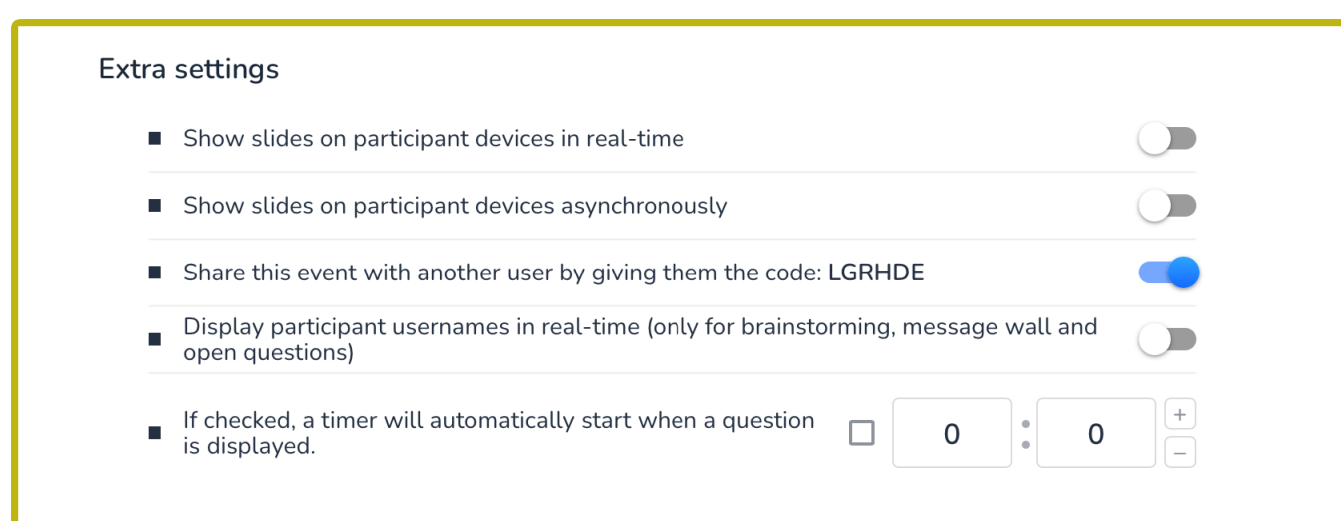 Extra settings
Show slides on participant devices in real-time
Show slides on participant devices asynchronously
Share this event with another user by giving them the code: LGRHDE
Display participant usernames in real-time (only for brainstorming, message wall and
open questions)
If checked, a timer will automatically start when a question
is displayed.
0 : 0
+
−